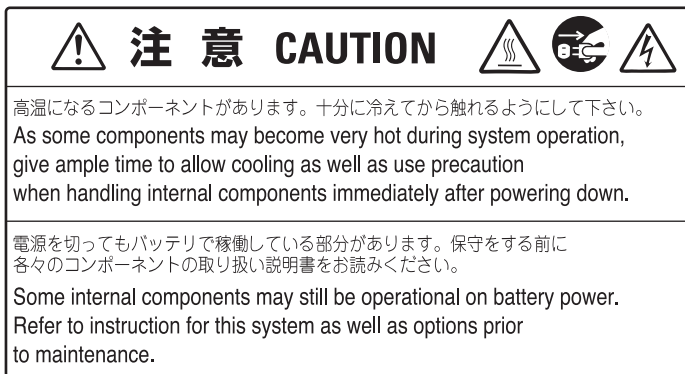 注意 CAUTION
高温になるコンポーネントがあります。十分に冷えてから触れるようにして下さい。
As some components may become very hot during system operation,
give ample time to allow cooling as well as use precaution
when handling internal components immediately after powering down.
電源を切ってもバッテリで稼働している部分があります。保守をする前に
各々のコンポーネントの取り扱い説明書をお読みください。
Some internal components may still be operational on battery power.
Refer to instruction for this system as well as options prior
to maintenance.